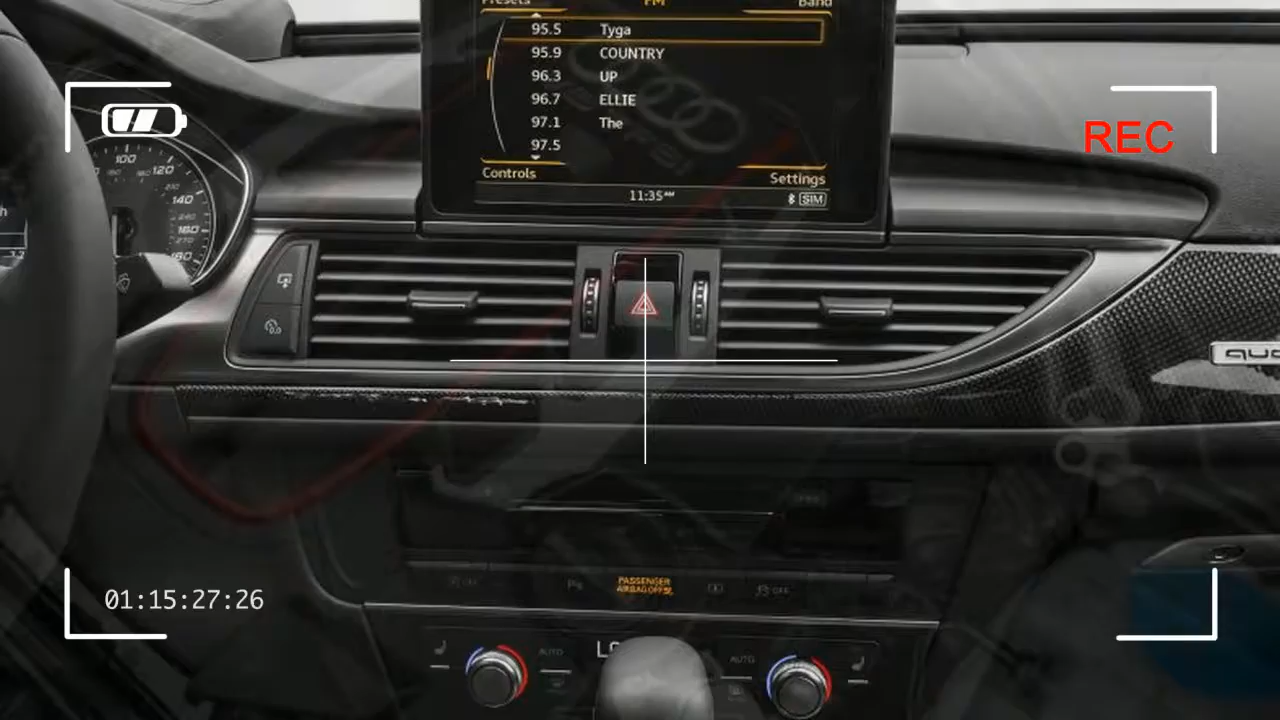 Presets FM Band
95.5 Tyga
95.9 COUNTRY
96.3 UP
96.7 ELLIE
97.1 The
97.5
Controls Settings
11:35 AM SIM
REC
100
120
140
160
01:15:27:26
PASSENGER
AIRBAG OFF
OFF
AUTO
AUTO